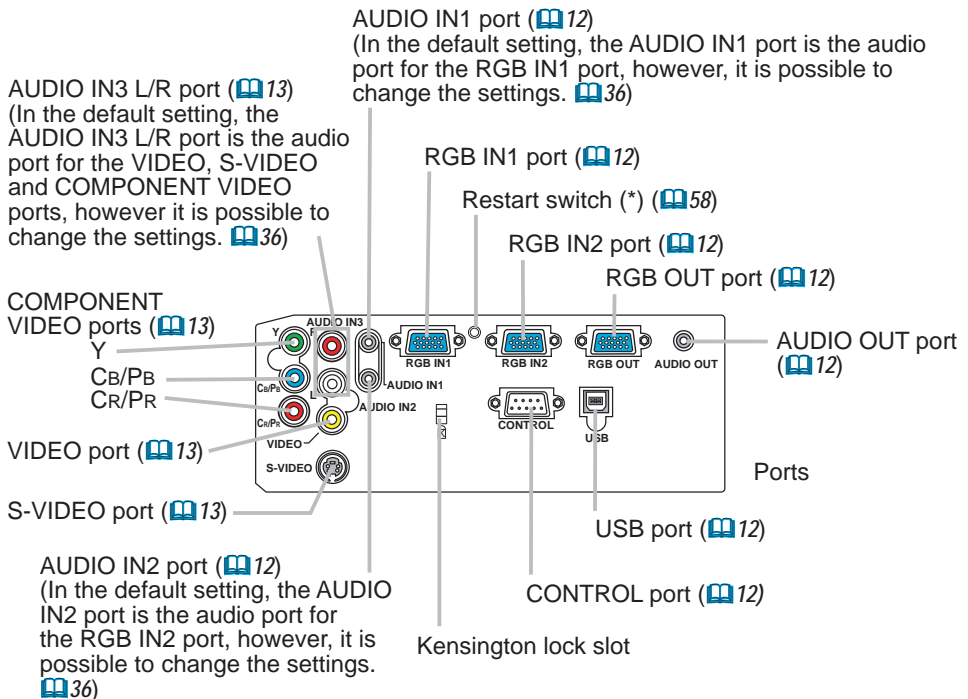 AUDIO IN1 port (12)
(In the default setting, the AUDIO IN1 port is the audio
port for the RGB IN1 port, however, it is possible to
change the settings. 36)
AUDIO IN3 L/R port (13)
(In the default setting, the
AUDIO IN3 L/R port is the audio
port for the VIDEO, S-VIDEO
and COMPONENT VIDEO
ports, however it is possible to
change the settings. 36)
RGB IN1 port (12)
Restart switch (*) (58)
RGB IN2 port (12)
RGB OUT port (12)
COMPONENT
VIDEO ports (13)
Y
CB/PB
CR/PR
VIDEO port (13)
S-VIDEO port (13)
AUDIO OUT port
(12)
Y
AUDIO IN3
R
L
CB/PB
CR/PR
VIDEO
S-VIDEO
AUDIO IN1
AUDIO IN2
RGB IN1
RGB IN2
RGB OUT
AUDIO OUT
CONTROL
USB
Ports
USB port (12)
CONTROL port (12)
Kensington lock slot
AUDIO IN2 port (12)
(In the default setting, the AUDIO
IN2 port is the audio port for
the RGB IN2 port, however, it is
possible to change the settings.
36)